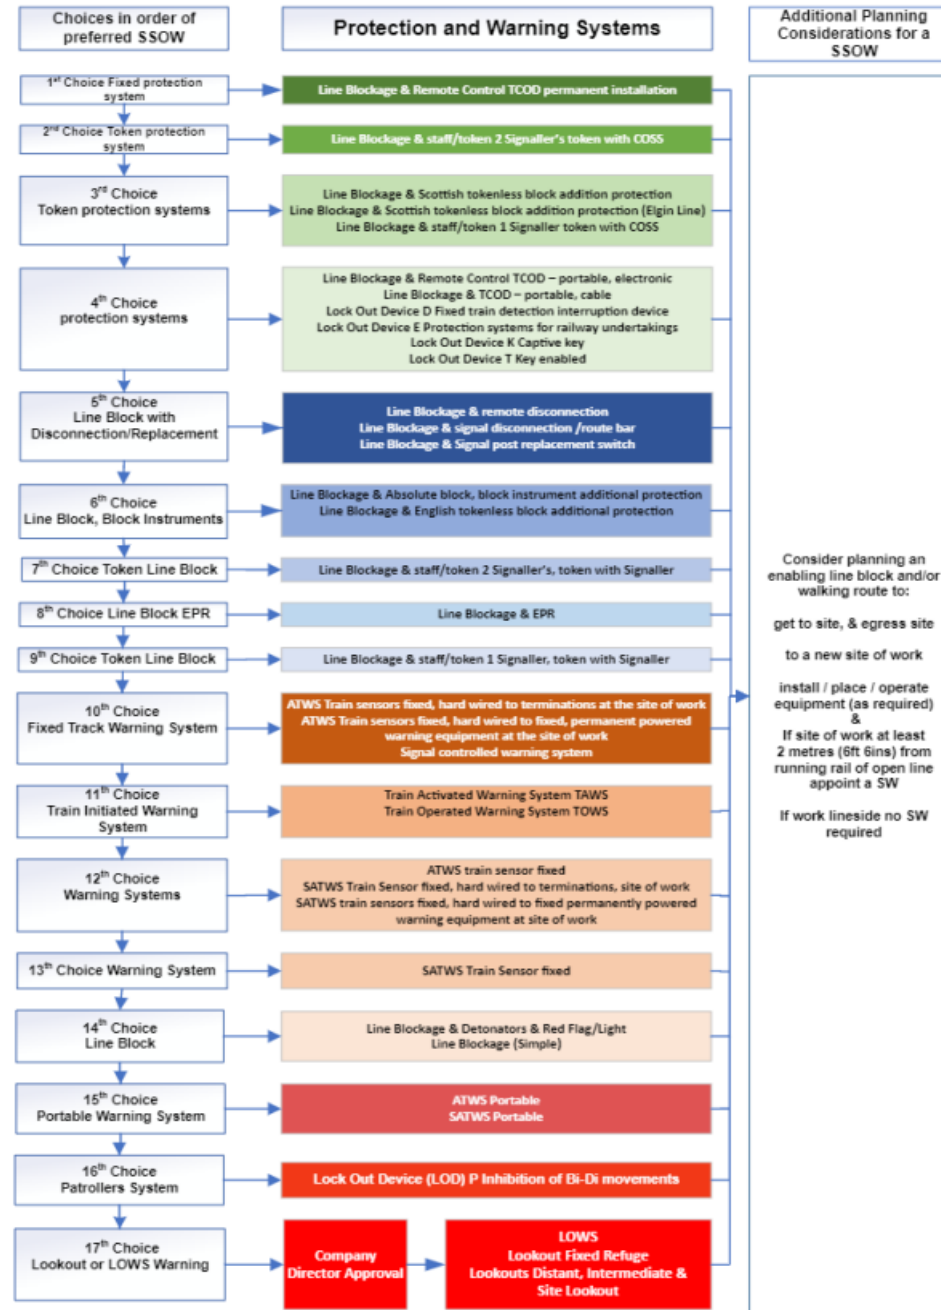 Choices in order of
preferred SSOW
Protection and Warning Systems
Additional Planning
Considerations for a
SSOW
1st Choice Fixed protection
system
Line Blockage & Remote Control TCOD permanent installation
2nd Choice Token protection
system
Line Blockage & staff/token 2 Signaller's token with COSS
3rd Choice
Token protection systems
Line Blockage & Scottish tokenless block addition protection
Line Blockage & Scottish tokenless block addition protection (Elgin Line)
Line Blockage & staff/token 1 Signaller token with COSS
4th Choice
protection systems
Line Blockage & Remote Control TCOD – portable, electronic
Line Blockage & TCOD – portable, cable
Lock Out Device D Fixed train detection interruption device
Lock Out Device E Protection systems for railway undertakings
Lock Out Device K Captive key
Lock Out Device T Key enabled
5th Choice
Line Block with
Disconnection/Replacement
Line Blockage & remote disconnection
Line Blockage & signal disconnection /route bar
Line Blockage & Signal post replacement switch
6th Choice
Line Block, Block Instruments
Line Blockage & Absolute block, block instrument additional protection
Line Blockage & English tokenless block additional protection
7th Choice Token Line Block
Line Blockage & staff/token 2 Signaller's, token with Signaller
8th Choice Line Block EPR
Line Blockage & EPR
9th Choice Token Line Block
Line Blockage & staff/token 1 Signaller, token with Signaller
10th Choice
Fixed Track Warning System
ATWS Train sensors fixed, hard wired to terminations at the site of work
ATWS Train sensors fixed, hard wired to fixed, permanent powered
warning equipment at the site of work
Signal controlled warning system
11th Choice
Train Initiated Warning
System
Train Activated Warning System TAWS
Train Operated Warning System TOWS
12th Choice
Warning Systems
ATWS train sensor fixed
SATWS Train Sensor fixed, hard wired to terminations, site of work
SATWS train sensors fixed, hard wired to fixed permanently powered
warning equipment at site of work
13th Choice Warning System
SATWS Train Sensor fixed
14th Choice
Line Block
Line Blockage & Detonators & Red Flag/Light
Line Blockage (Simple)
15th Choice
Portable Warning System
ATWS Portable
SATWS Portable
16th Choice
Patrollers System
Lock Out Device (LOD) P Inhibition of Bi-Di movements
17th Choice
Lookout or LOWS Warning
Company
Director Approval
LOWS
Lookout Fixed Refuge
Lookouts Distant, Intermediate &
Site Lookout
Consider planning an
enabling line block and/or
walking route to:
get to site, & egress site
to a new site of work
install / place / operate
equipment (as required)
&
If site of work at least
2 metres (6ft 6ins) from
running rail of open line
appoint a SW
If work lineside no SW
required